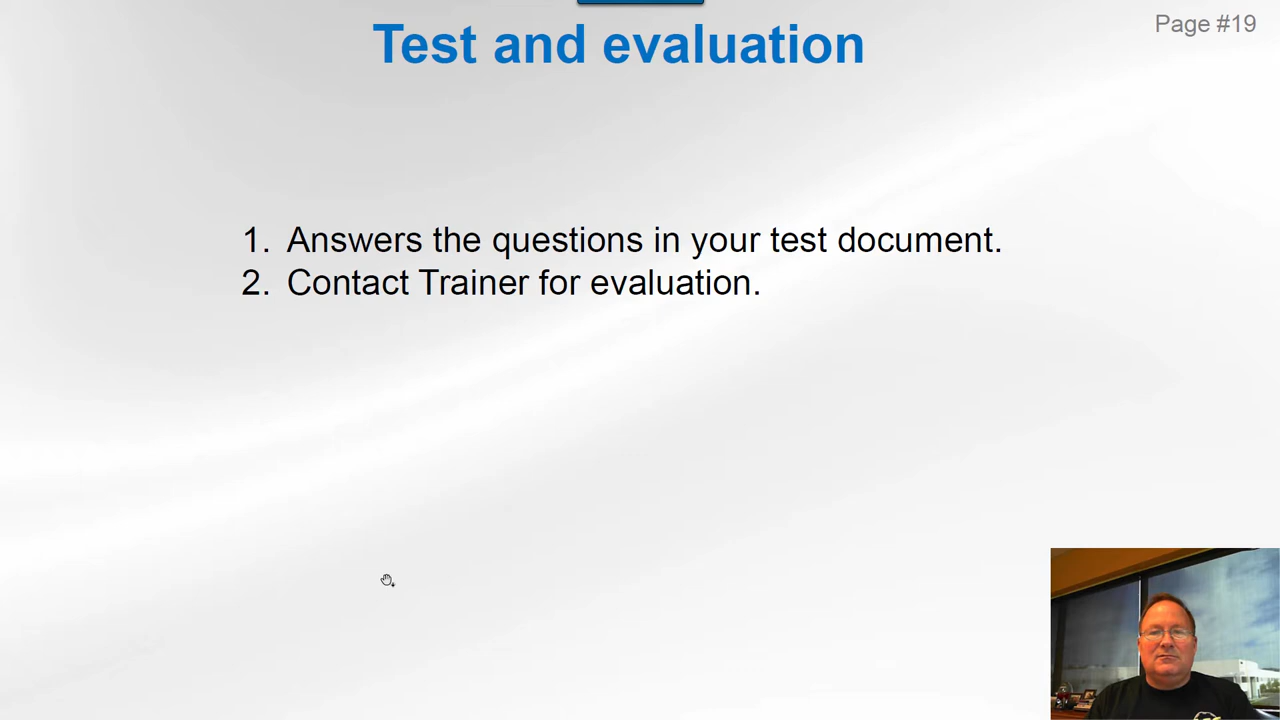 Page #19
Test and evaluation
1. Answers the questions in your test document.
2. Contact Trainer for evaluation.